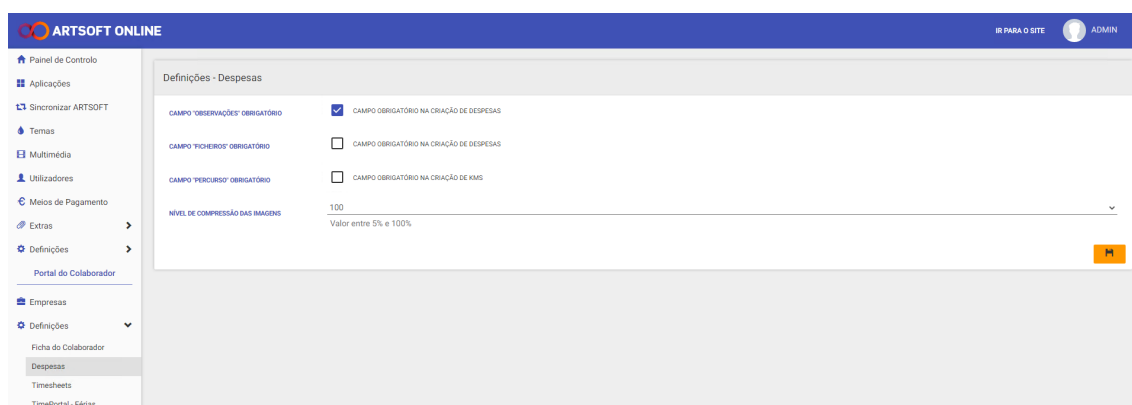 ARTSOFT ONLINE
IR PARA O SITE
ADMIN
Painel de Controlo
Aplicações
Sincronizar ARTSOFT
Temas
Multimédia
Utilizadores
Meios de Pagamento
Extras
Definições
Portal do Colaborador
Empresas
Definições
Ficha do Colaborador
Despesas
Timesheets
TimePortal - Férias
Definições - Despesas
CAMPO "OBSERVAÇÕES" OBRIGATÓRIO
CAMPO OBRIGATÓRIO NA CRIAÇÃO DE DESPESAS
CAMPO "FICHEIROS" OBRIGATÓRIO
CAMPO OBRIGATÓRIO NA CRIAÇÃO DE DESPESAS
CAMPO "PERCURSO" OBRIGATÓRIO
CAMPO OBRIGATÓRIO NA CRIAÇÃO DE KMS
NÍVEL DE COMPRESSÃO DAS IMAGENS
100
Valor entre 5% e 100%